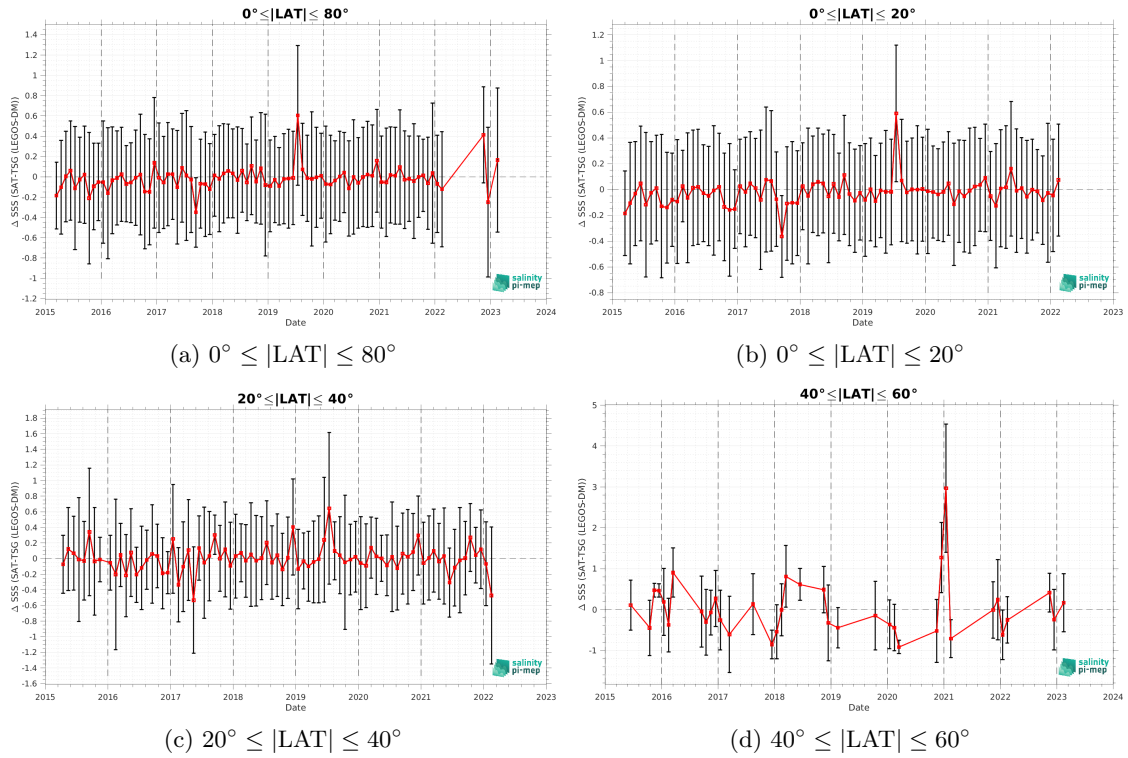 0°≤|LAT|≤ 80°
Δ SSS (SAT-TSG (LEGOS-DM))
1.4
1.2
1
0.8
0.6
0.4
0.2
0
-0.2
-0.4
-0.6
-0.8
-1
-1.2
2015 2016 2017 2018 2019 2020 2021 2022 2023 2024
Date
salinity
pi-mep
(a) 0° ≤ |LAT| ≤ 80°
0°≤|LAT|≤ 20°
Δ SSS (SAT-TSG (LEGOS-DM))
1.2
1
0.8
0.6
0.4
0.2
0
-0.2
-0.4
-0.6
-0.8
2015 2016 2017 2018 2019 2020 2021 2022 2023
Date
salinity
pi-mep
(b) 0° ≤ |LAT| ≤ 20°
20°≤|LAT|≤ 40°
Δ SSS (SAT-TSG (LEGOS-DM))
1.8
1.6
1.4
1.2
1
0.8
0.6
0.4
0.2
0
-0.2
-0.4
-0.6
-0.8
-1
-1.2
-1.4
-1.6
2015 2016 2017 2018 2019 2020 2021 2022 2023
Date
salinity
pi-mep
(c) 20° ≤ |LAT| ≤ 40°
40°≤|LAT|≤ 60°
Δ SSS (SAT-TSG (LEGOS-DM))
5
4
3
2
1
0
-1
2015 2016 2017 2018 2019 2020 2021 2022 2023 2024
Date
salinity
pi-mep
(d) 40° ≤ |LAT| ≤ 60°